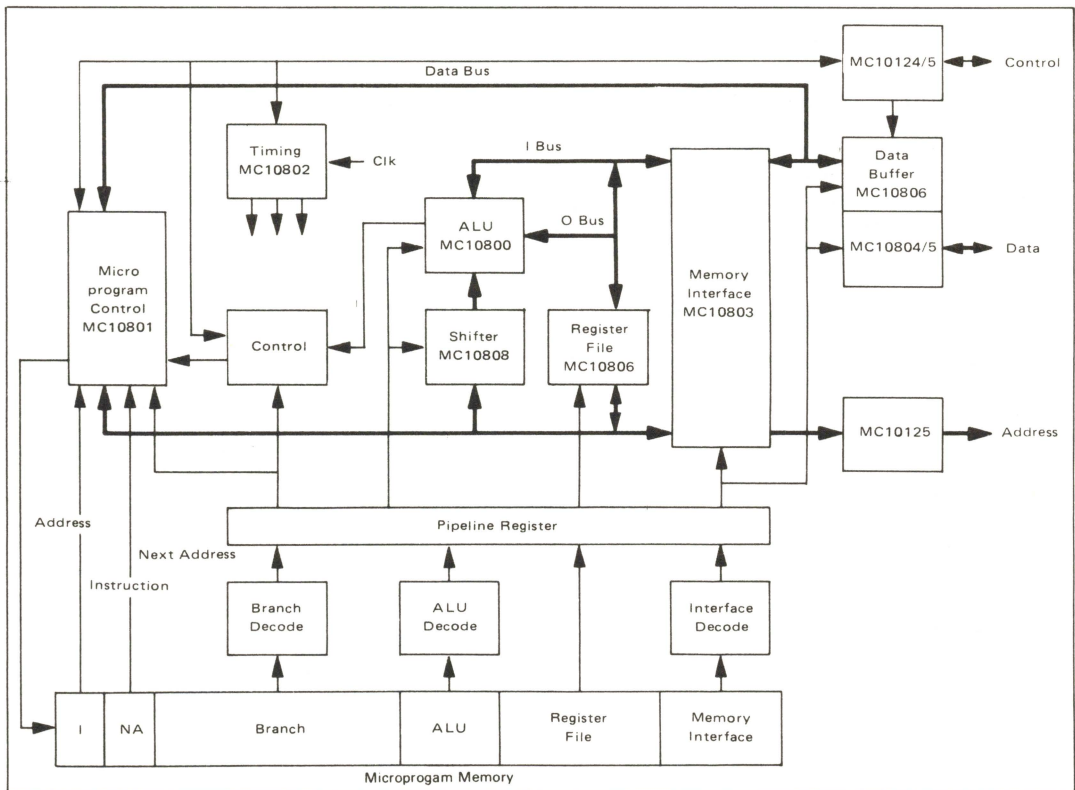 MC10124/5
Control
Data Bus
Timing
MC10802
Clk
I Bus
Data
Buffer
MC10806
O Bus
ALU
MC10800
MC10804/5
Data
Micro
program
Control
MC10801
Memory
Interface
MC10803
Control
Shifter
MC10808
Register
File
MC10806
MC10125
Address
Pipeline Register
Address
Next Address
Instruction
Branch
Decode
ALU
Decode
Interface
Decode
I
NA
Branch
ALU
Register
File
Memory
Interface
Microprogam Memory